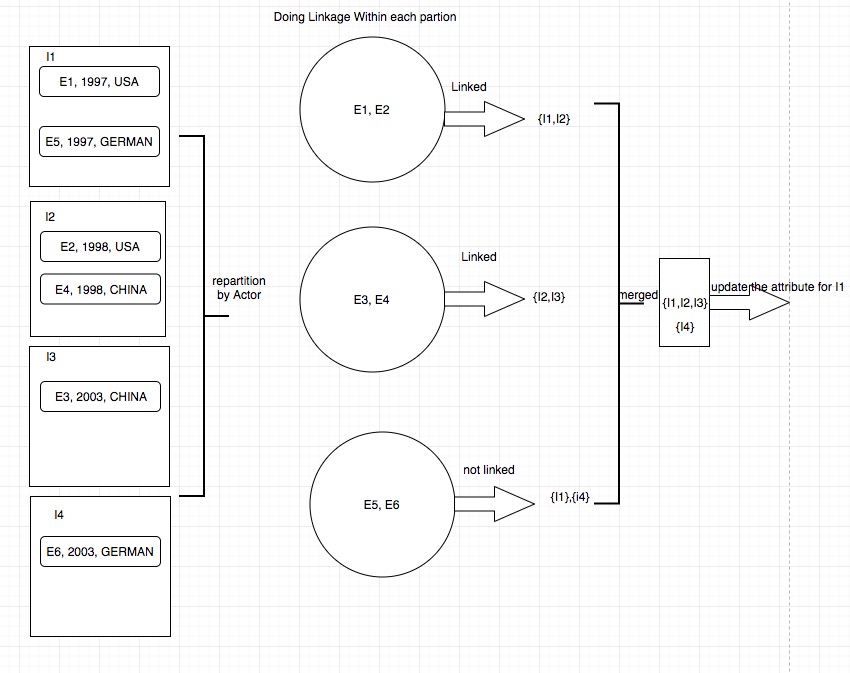 Doing Linkage Within each partion
I1
E1, 1997, USA
E5, 1997, GERMAN
I2
E2, 1998, USA
E4, 1998, CHINA
I3
E3, 2003, CHINA
I4
E6, 2003, GERMAN
repartition
by Actor
E1, E2
Linked
{I1,I2}
E3, E4
Linked
{I2,I3}
E5, E6
not linked
{I1},{i4}
merged
{I1,I2,I3}
{I4}
update the attribute for I1